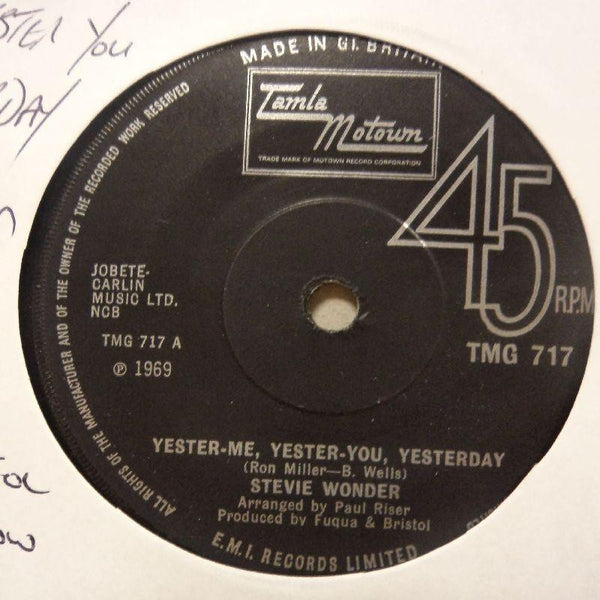 YOU
MADE IN GT. BRITAIN
Tamla
Motown
TRADE MARK OF MOTOWN RECORD CORPORATION
45
R.P.M
TMG 717
JOBETE-
CARLIN
MUSIC LTD.
NCB
TMG 717 A
℗ 1969
YESTER-ME, YESTER-YOU, YESTERDAY
(Ron Miller—B. Wells)
STEVIE WONDER
Arranged by Paul Riser
Produced by Fuqua & Bristol
E.M.I. RECORDS LIMITED
ALL RIGHTS OF THE MANUFACTURER AND OF THE OWNER OF THE RECORDED WORK RESERVED